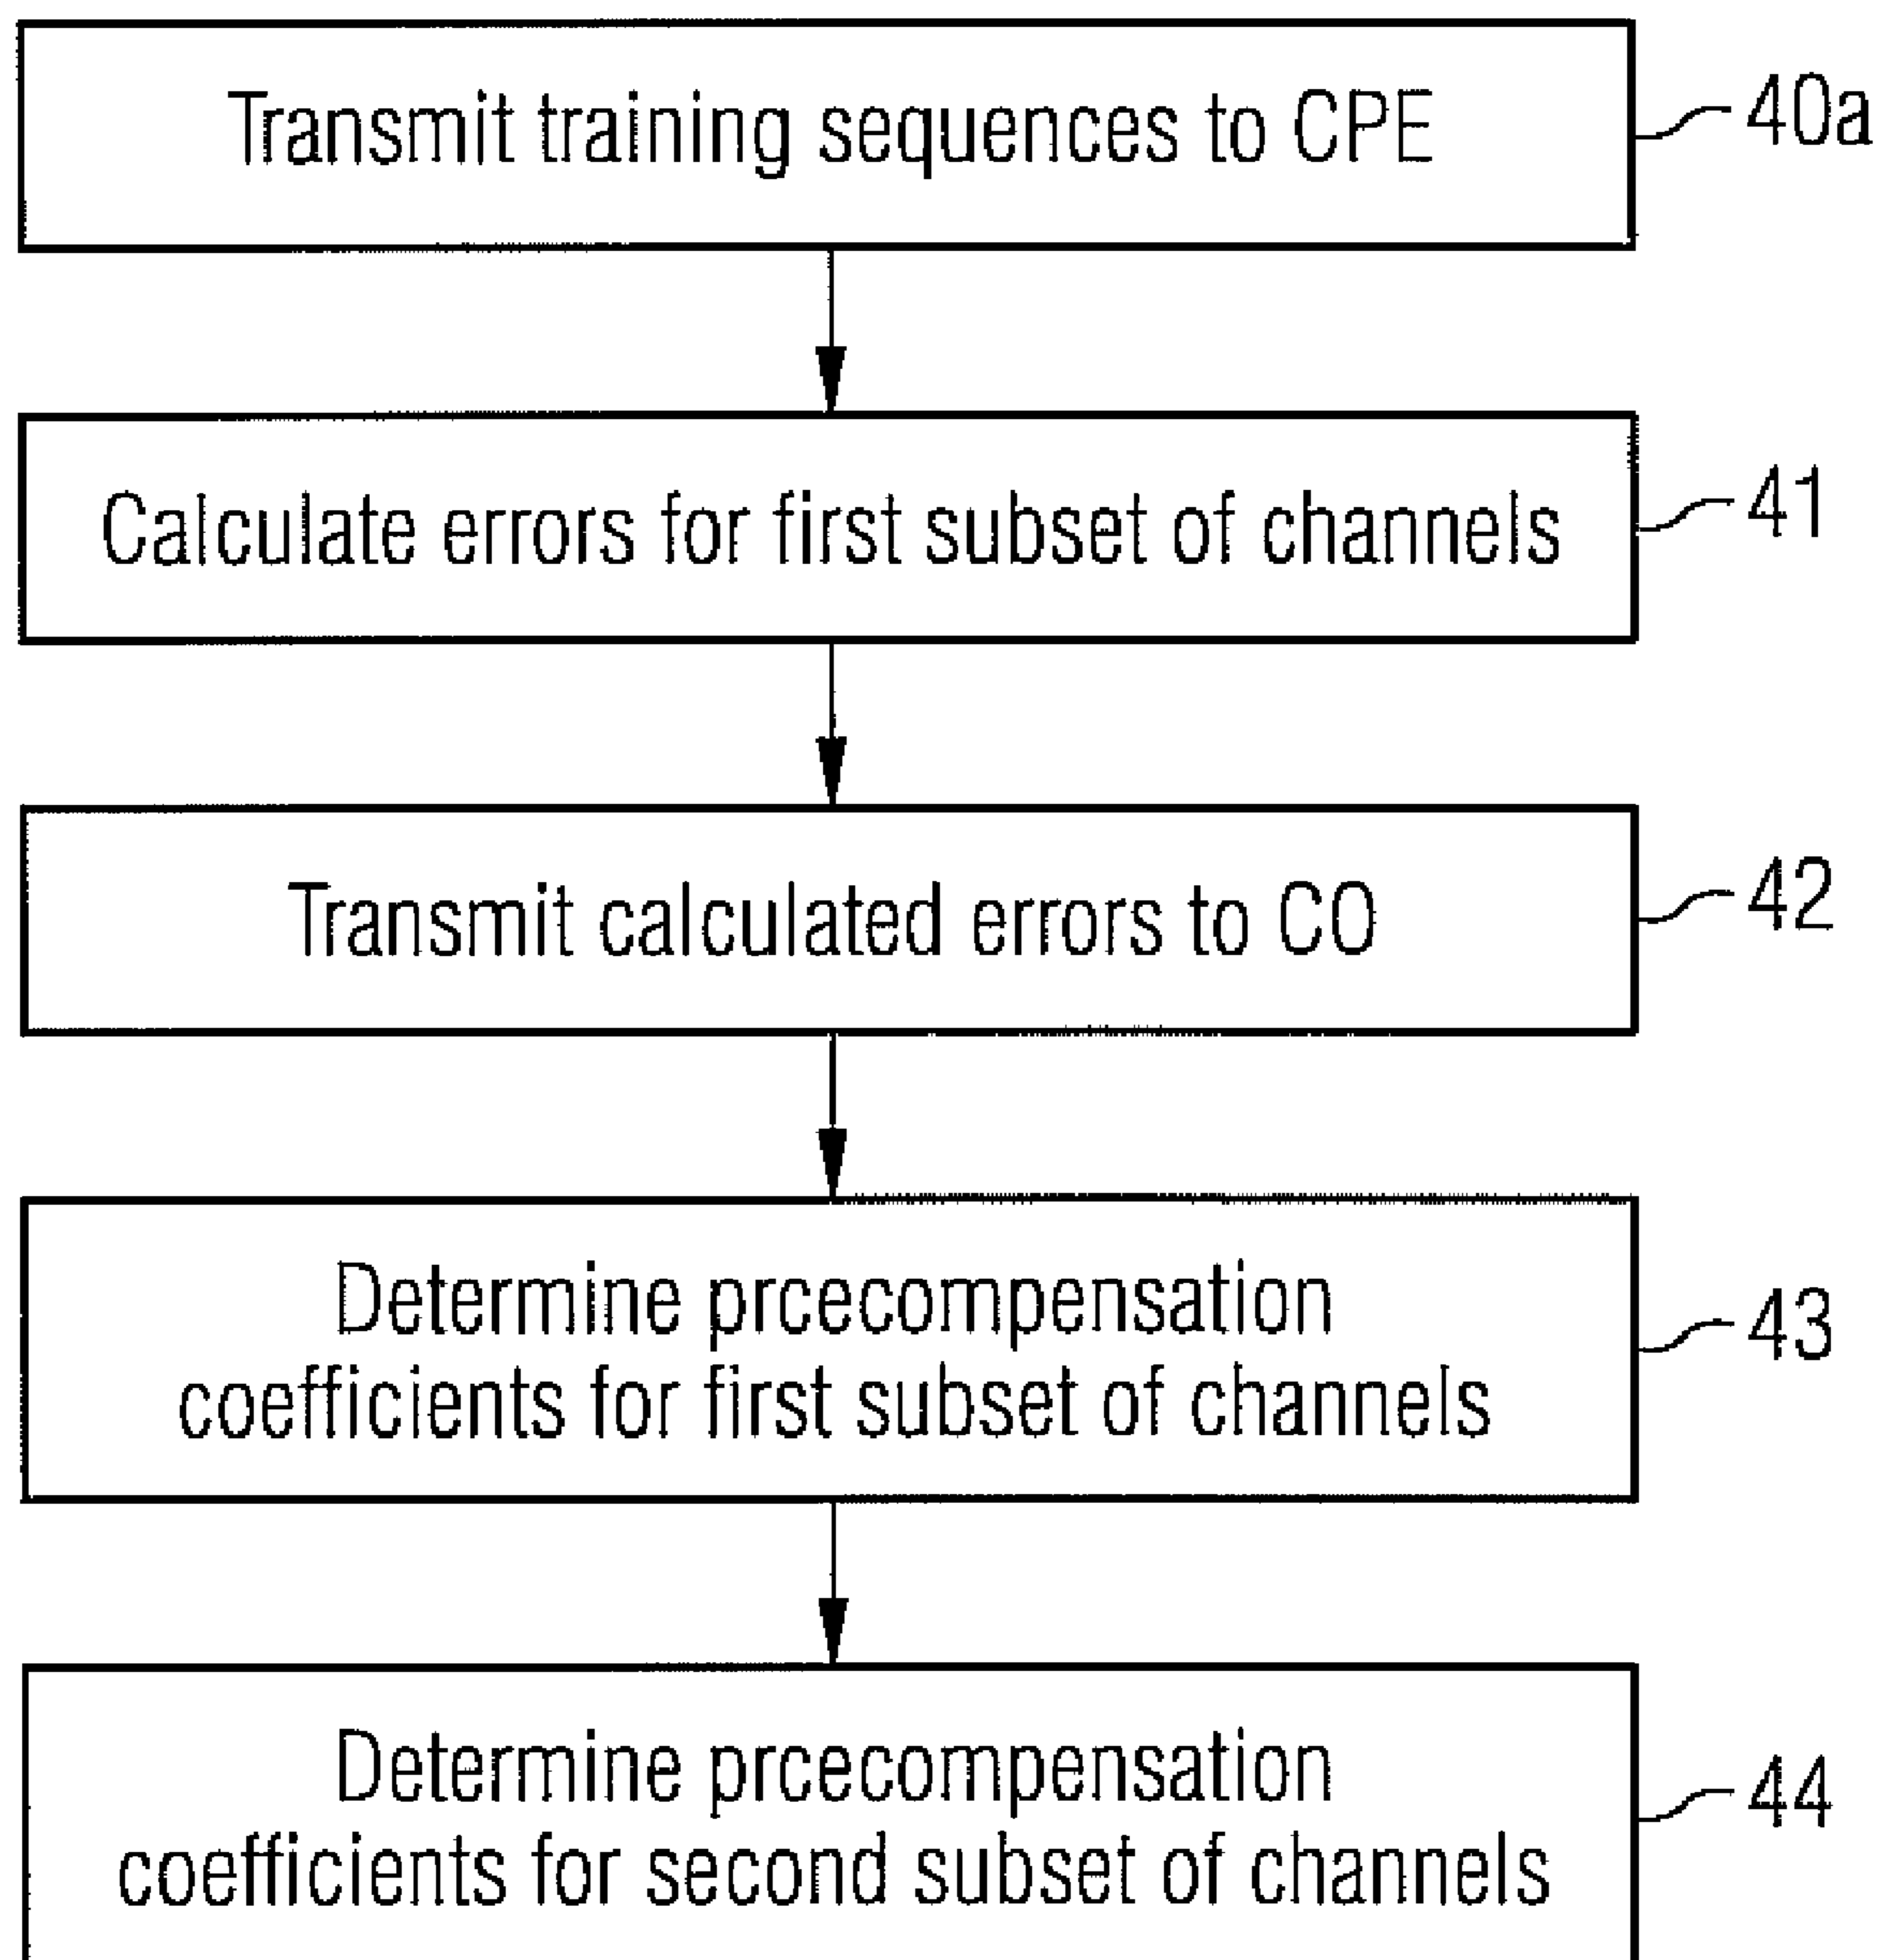 Transmit training sequences to CPE
40a
Calculate errors for first subset of channels
41
Transmit calculated errors to CO
42
Determine prcecompensation
coefficients for first subset of channels
43
Determine prcecompensation
coefficients for second subset of channels
44